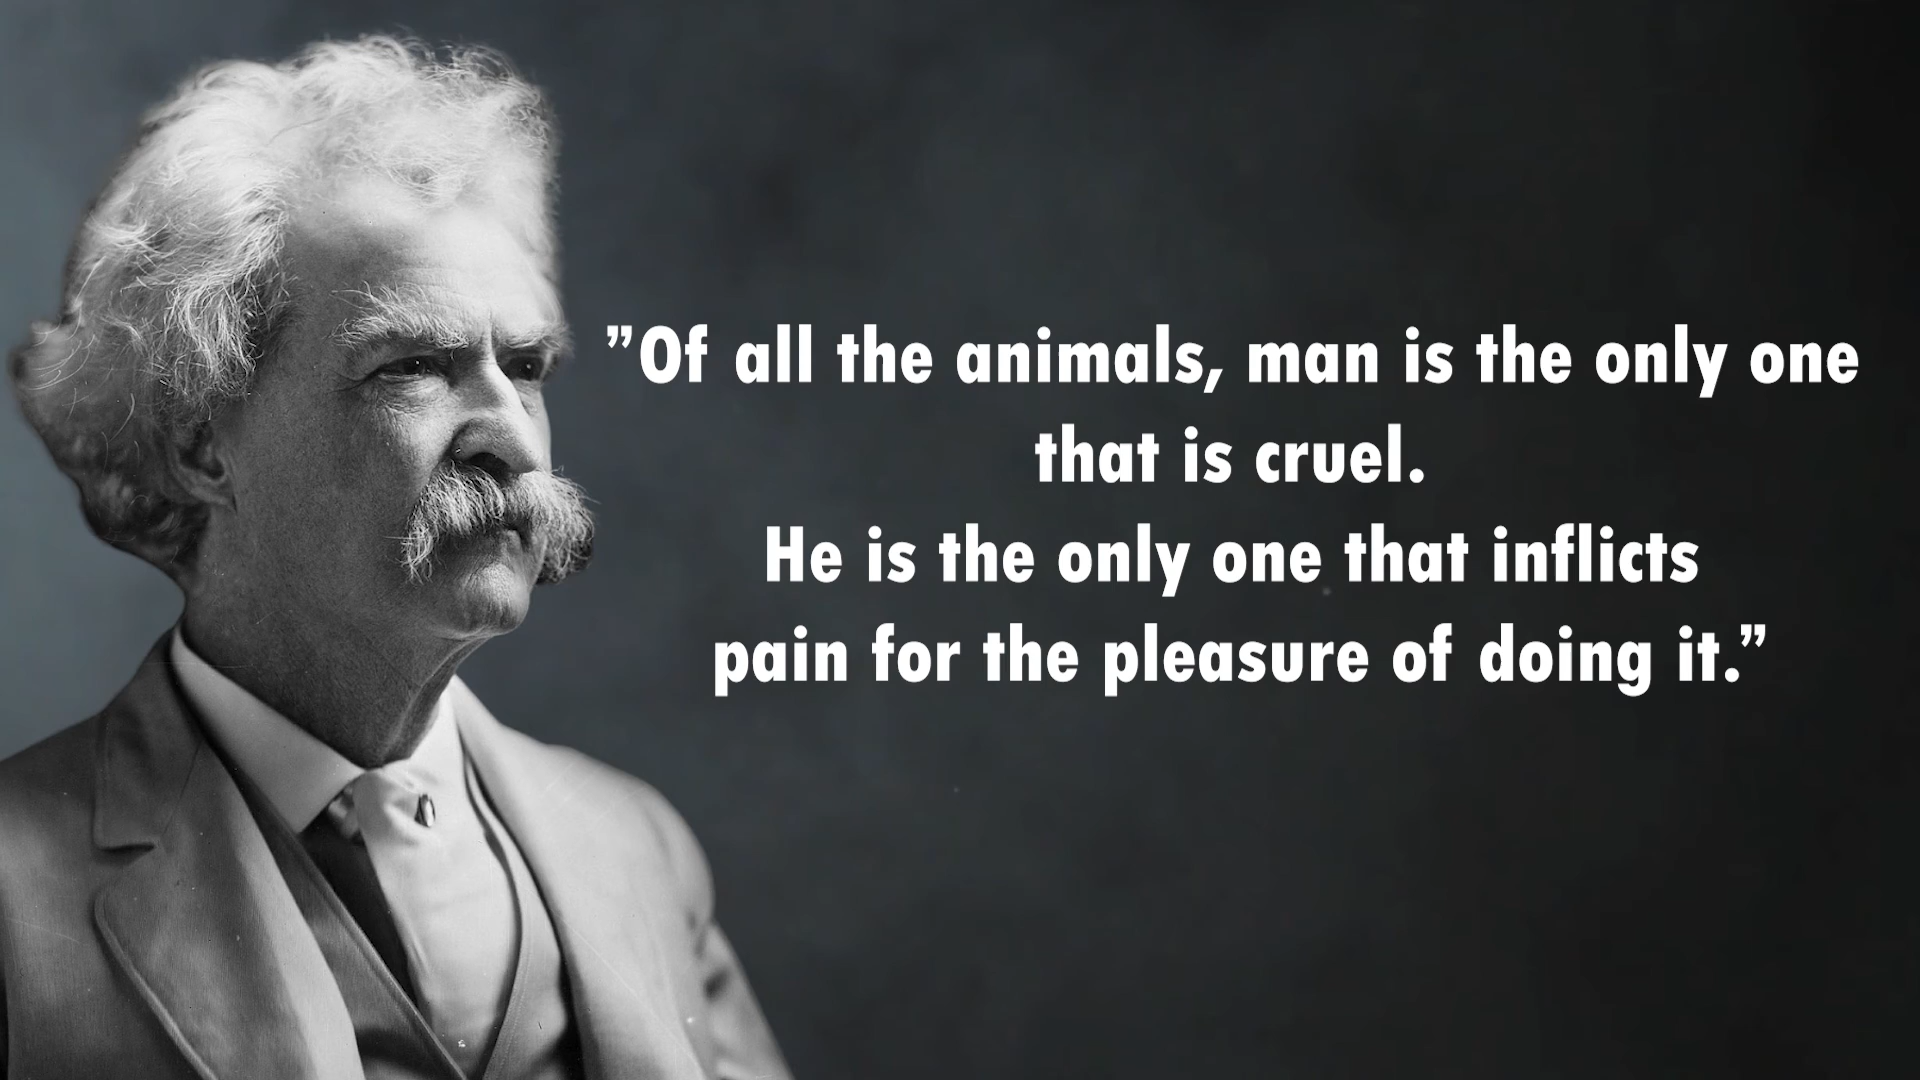 ”Of all the animals, man is the only one
that is cruel.
He is the only one that inflicts
pain for the pleasure of doing it.”